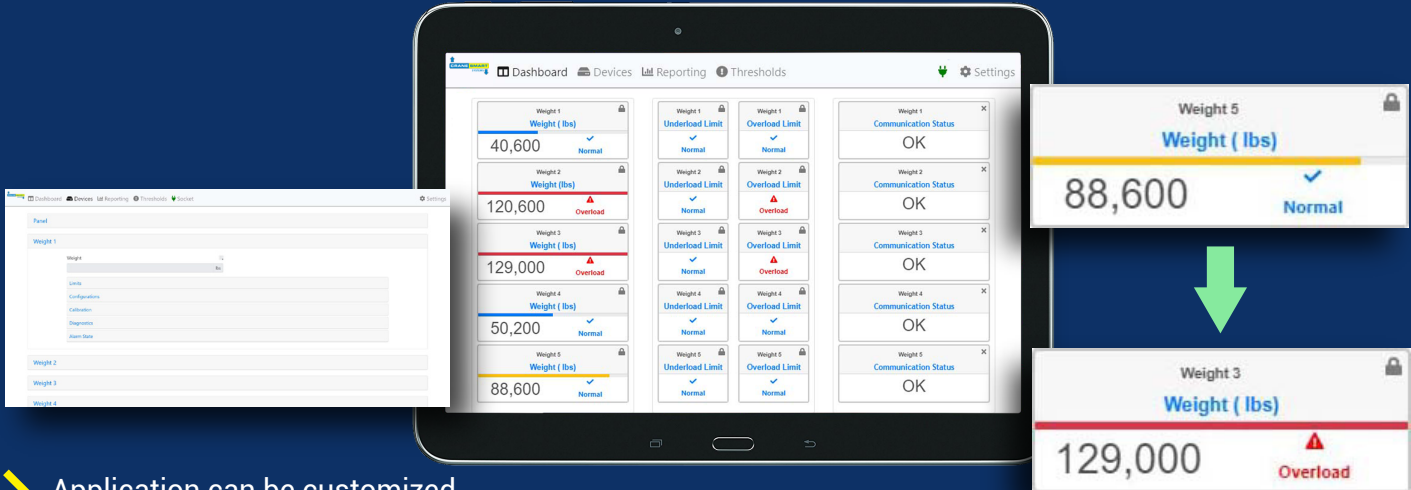 CRANE SMART
Dashboard Devices Reporting Thresholds Settings
Weight 1
Weight ( lbs)
40,600
Normal
Weight 1
Underload Limit
Normal
Weight 1
Overload Limit
Normal
Weight 1
Communication Status
OK
Weight 2
Weight (lbs)
120,600
Overload
Weight 2
Underload Limit
Normal
Weight 2
Overload Limit
Overload
Weight 2
Communication Status
OK
Weight 3
Weight ( lbs)
129,000
Overload
Weight 3
Underload Limit
Normal
Weight 3
Overload Limit
Overload
Weight 3
Communication Status
OK
Weight 4
Weight ( lbs)
50,200
Normal
Weight 4
Underload Limit
Normal
Weight 4
Overload Limit
Normal
Weight 4
Communication Status
OK
Weight 5
Weight ( lbs)
88,600
Normal
Weight 5
Underload Limit
Normal
Weight 5
Overload Limit
Normal
Weight 5
Communication Status
OK
Dashboard Devices Reporting Thresholds Socket Settings
Panel
Weight 1
Weight
lbs
Limits
Configurations
Calibration
Diagnostics
Alarm State
Weight 2
Weight 3
Weight 4
Weight 5
Weight ( lbs)
88,600
Normal
Weight 3
Weight ( lbs)
129,000
Overload
Application can be customized